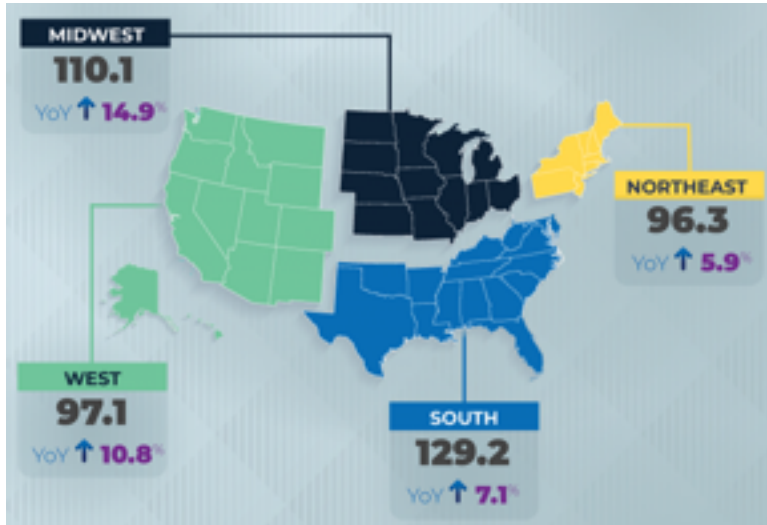 MIDWEST
110.1
YoY ↑ 14.9%
NORTHEAST
96.3
YoY ↑ 5.9%
WEST
97.1
YoY ↑ 10.8%
SOUTH
129.2
YoY ↑ 7.1%